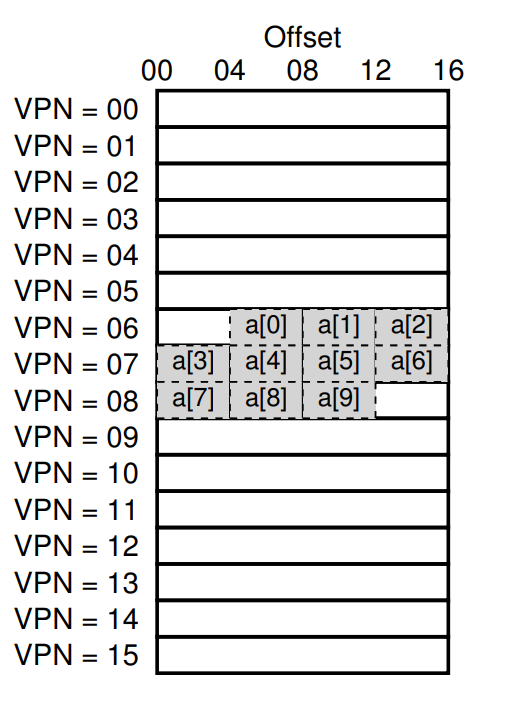 Offset
00 04 08 12 16
VPN = 00
VPN = 01
VPN = 02
VPN = 03
VPN = 04
VPN = 05
VPN = 06 a[0] a[1] a[2]
VPN = 07 a[3] a[4] a[5] a[6]
VPN = 08 a[7] a[8] a[9]
VPN = 09
VPN = 10
VPN = 11
VPN = 12
VPN = 13
VPN = 14
VPN = 15